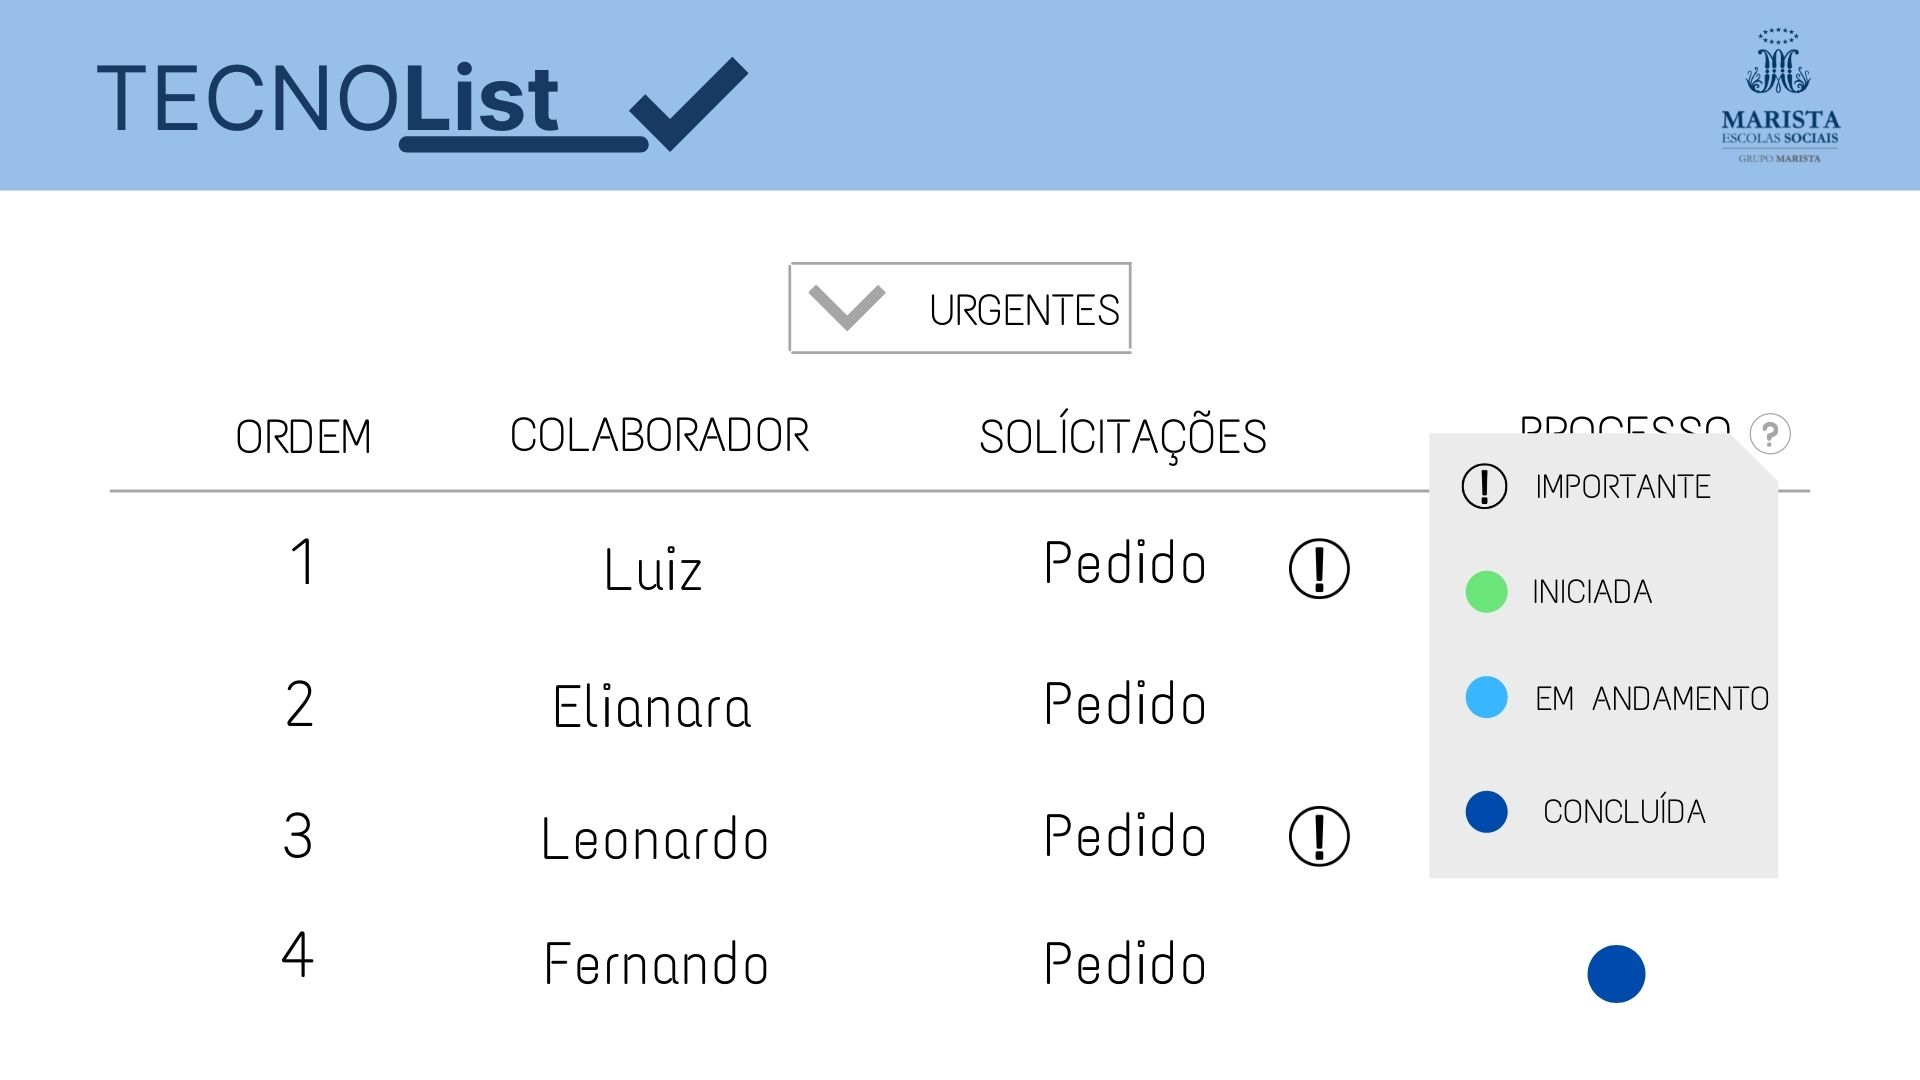 TECNOList
MARISTA
ESCOLAS SOCIAIS
GRUPO MARISTA
URGENTES
ORDEM COLABORADOR SOLÍCITAÇÕES PROCESSO ?
! IMPORTANTE
INICIADA
EM ANDAMENTO
CONCLUÍDA
1 Luiz Pedido !
2 Elianara Pedido
3 Leonardo Pedido !
4 Fernando Pedido